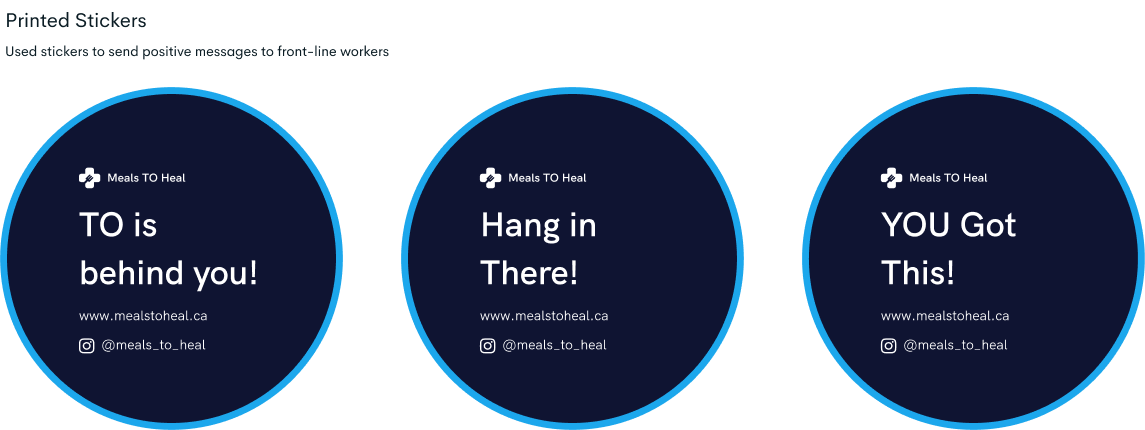 Printed Stickers
Used stickers to send positive messages to front-line workers
Meals TO Heal
TO is
behind you!
www.mealstoheal.ca
@meals_to_heal
Meals TO Heal
Hang in
There!
www.mealstoheal.ca
@meals_to_heal
Meals TO Heal
YOU Got
This!
www.mealstoheal.ca
@meals_to_heal